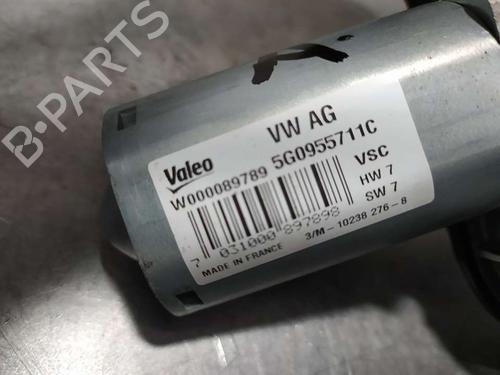 B-PARTS
VW AG
Valeo
W000089789 5G0955711C
VSC
HW 7
SW 7
7 031000 897898
MADE IN FRANCE 3/M - 10238 276 - 8